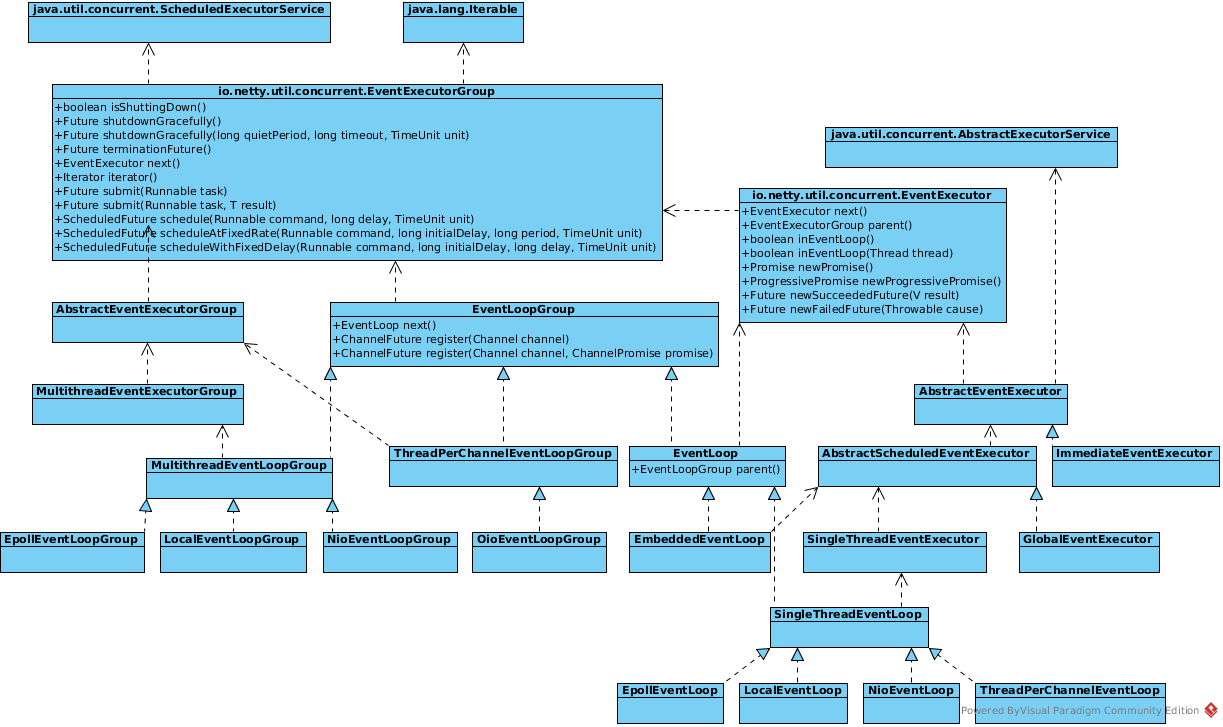 java.util.concurrent.ScheduledExecutorService
java.lang.Iterable
io.netty.util.concurrent.EventExecutorGroup
+boolean isShuttingDown()
+Future shutdownGracefully()
+Future shutdownGracefully(long quietPeriod, long timeout, TimeUnit unit)
+Future terminationFuture()
+EventExecutor next()
+Iterator iterator()
+Future submit(Runnable task)
+Future submit(Runnable task, T result)
+ScheduledFuture schedule(Runnable command, long delay, TimeUnit unit)
+ScheduledFuture scheduleAtFixedRate(Runnable command, long initialDelay, long period, TimeUnit unit)
+ScheduledFuture scheduleWithFixedDelay(Runnable command, long initialDelay, long delay, TimeUnit unit)
java.util.concurrent.AbstractExecutorService
io.netty.util.concurrent.EventExecutor
+EventExecutor next()
+EventExecutorGroup parent()
+boolean inEventLoop()
+boolean inEventLoop(Thread thread)
+Promise newPromise()
+ProgressivePromise newProgressivePromise()
+Future newSucceededFuture(V result)
+Future newFailedFuture(Throwable cause)
AbstractEventExecutorGroup
EventLoopGroup
+EventLoop next()
+ChannelFuture register(Channel channel)
+ChannelFuture register(Channel channel, ChannelPromise promise)
MultithreadEventExecutorGroup
AbstractEventExecutor
MultithreadEventLoopGroup
ThreadPerChannelEventLoopGroup
EventLoop
+EventLoopGroup parent()
AbstractScheduledEventExecutor
ImmediateEventExecutor
EpollEventLoopGroup
LocalEventLoopGroup
NioEventLoopGroup
OioEventLoopGroup
EmbeddedEventLoop
SingleThreadEventExecutor
GlobalEventExecutor
SingleThreadEventLoop
EpollEventLoop
LocalEventLoop
NioEventLoop
ThreadPerChannelEventLoop
Powered ByVisual Paradigm Community Edition